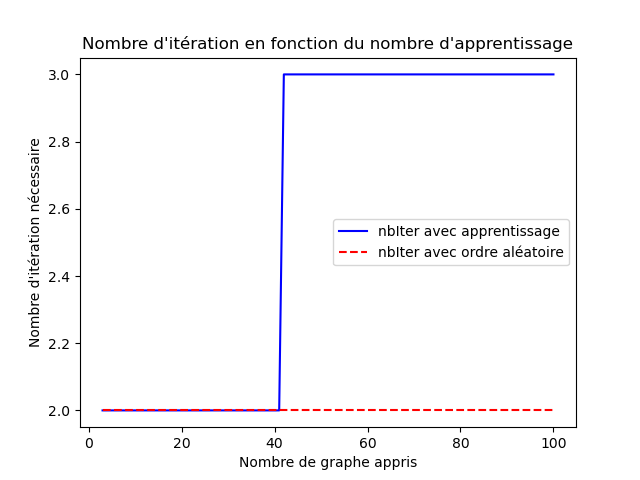 Nombre d'itération en fonction du nombre d'apprentissage
3.0
2.8
2.6
2.4
2.2
2.0
Nombre d'itération nécessaire
nbIter avec apprentissage
nbIter avec ordre aléatoire
0 20 40 60 80 100
Nombre de graphe appris